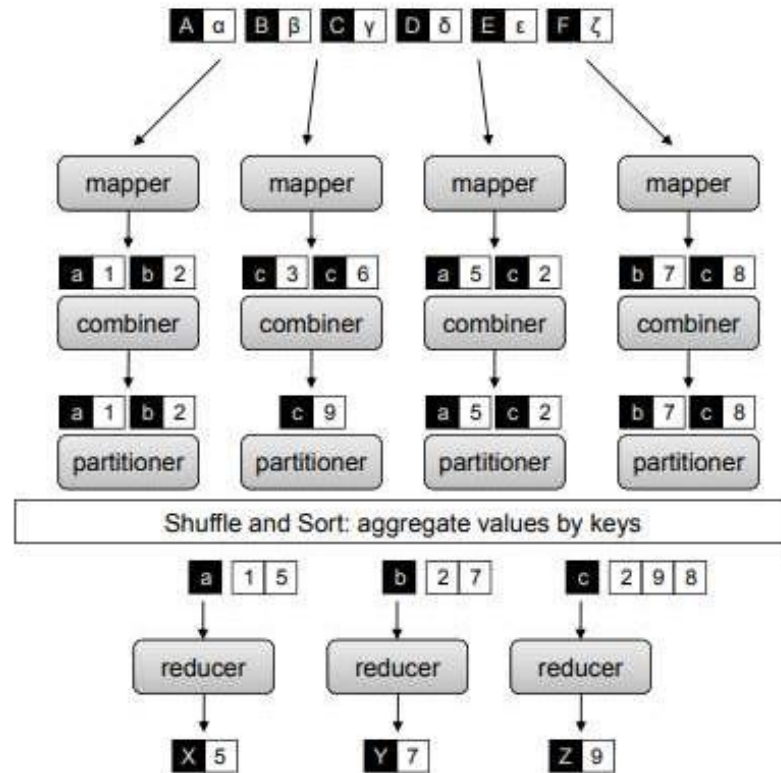 A α B β C γ D δ E ε F ζ
mapper mapper mapper mapper
a 1 b 2 c 3 c 6 a 5 c 2 b 7 c 8
combiner combiner combiner combiner
a 1 b 2 c 9 a 5 c 2 b 7 c 8
partitioner partitioner partitioner partitioner
Shuffle and Sort: aggregate values by keys
a 1 5 b 2 7 c 2 9 8
reducer reducer reducer
X 5 Y 7 Z 9